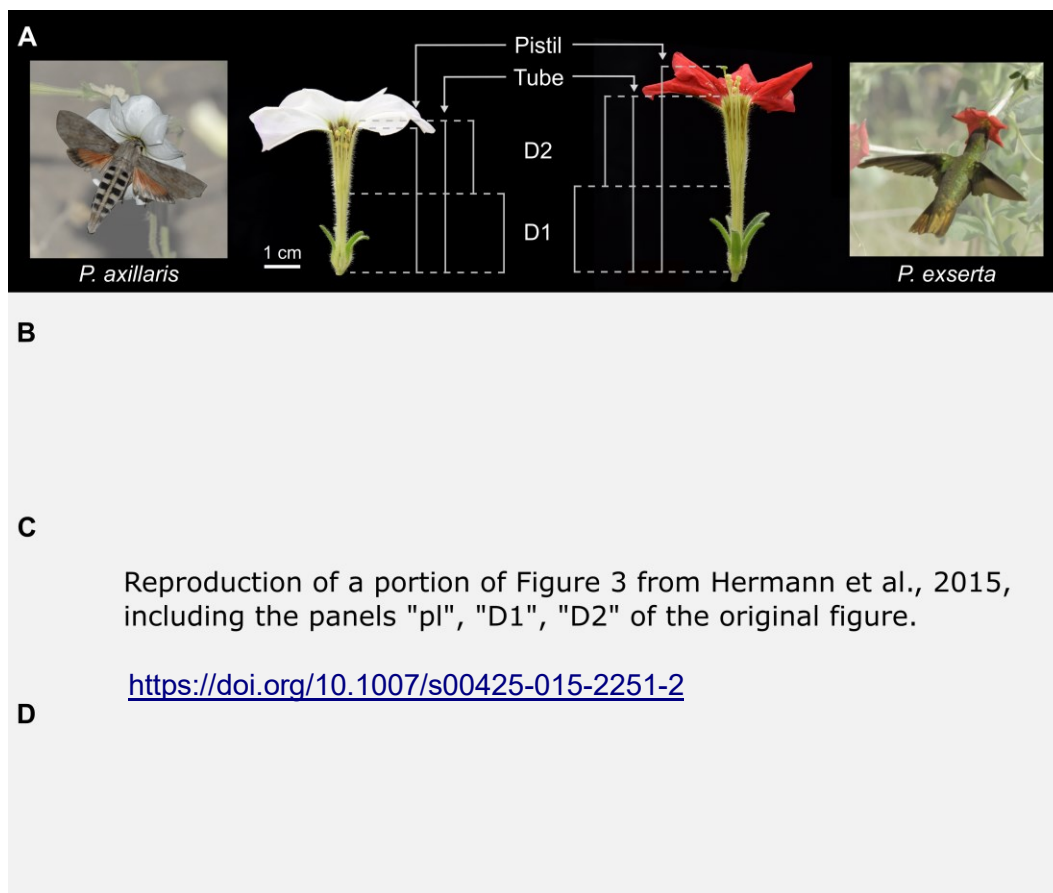 A
Pistil
Tube
D2
D1
1 cm
P. axillaris
P. exserta
B
C
Reproduction of a portion of Figure 3 from Hermann et al., 2015,
including the panels "pl", "D1", "D2" of the original figure.
https://doi.org/10.1007/s00425-015-2251-2
D